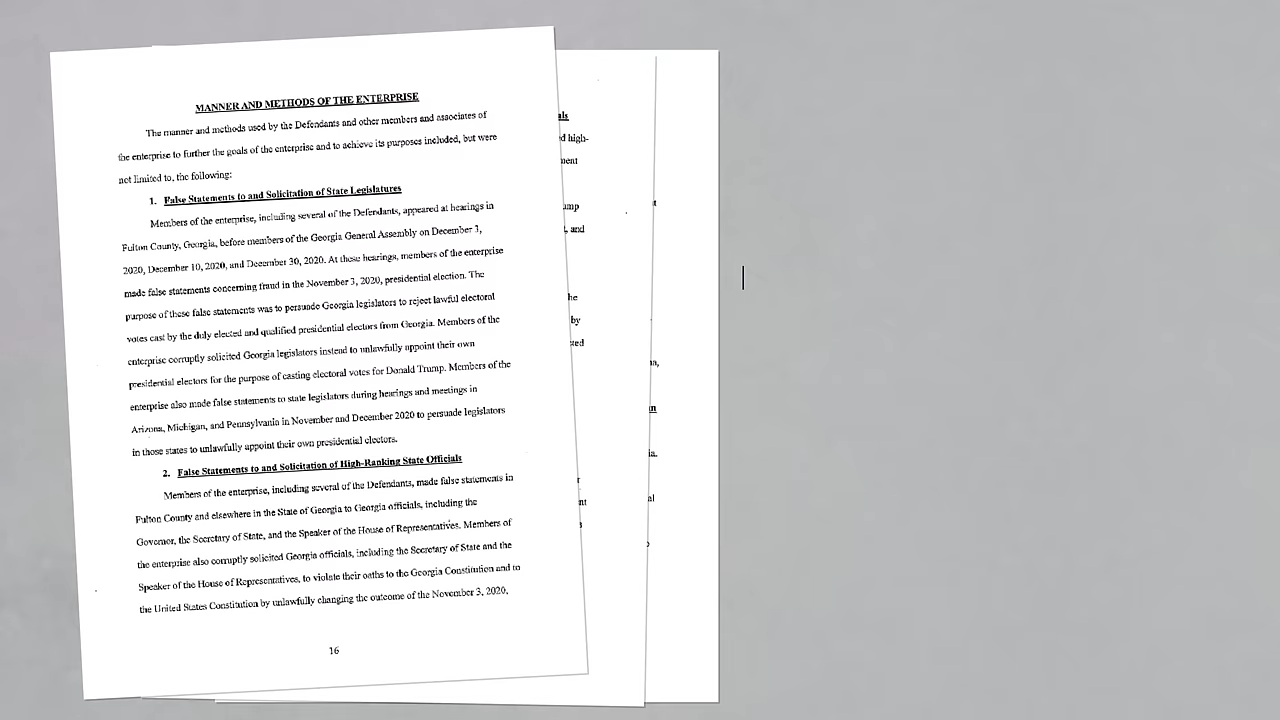 MANNER AND METHODS OF THE ENTERPRISE
The manner and methods used by the Defendants and other members and associates of
the enterprise to further the goals of the enterprise and to achieve its purposes included, but were
not limited to, the following:
1. False Statements to and Solicitation of State Legislatures
Members of the enterprise, including several of the Defendants, appeared at hearings in
Fulton County, Georgia, before members of the Georgia General Assembly on December 3,
2020, December 10, 2020, and December 30, 2020. At these hearings, members of the enterprise
made false statements concerning fraud in the November 3, 2020, presidential election. The
purpose of these false statements was to persuade Georgia legislators to reject lawful electoral
votes cast by the duly elected and qualified presidential electors from Georgia. Members of the
enterprise corruptly solicited Georgia legislators instead to unlawfully appoint their own
presidential electors for the purpose of casting electoral votes for Donald Trump. Members of the
enterprise also made false statements to state legislators during hearings and meetings in
Arizona, Michigan, and Pennsylvania in November and December 2020 to persuade legislators
in those states to unlawfully appoint their own presidential electors.
2. False Statements to and Solicitation of High-Ranking State Officials
Members of the enterprise, including several of the Defendants, made false statements in
Fulton County and elsewhere in the State of Georgia to Georgia officials, including the
Governor, the Secretary of State, and the Speaker of the House of Representatives. Members of
the enterprise also corruptly solicited Georgia officials, including the Secretary of State and the
Speaker of the House of Representatives, to violate their oaths to the Georgia Constitution and to
the United States Constitution by unlawfully changing the outcome of the November 3, 2020,
16
high-
and
by